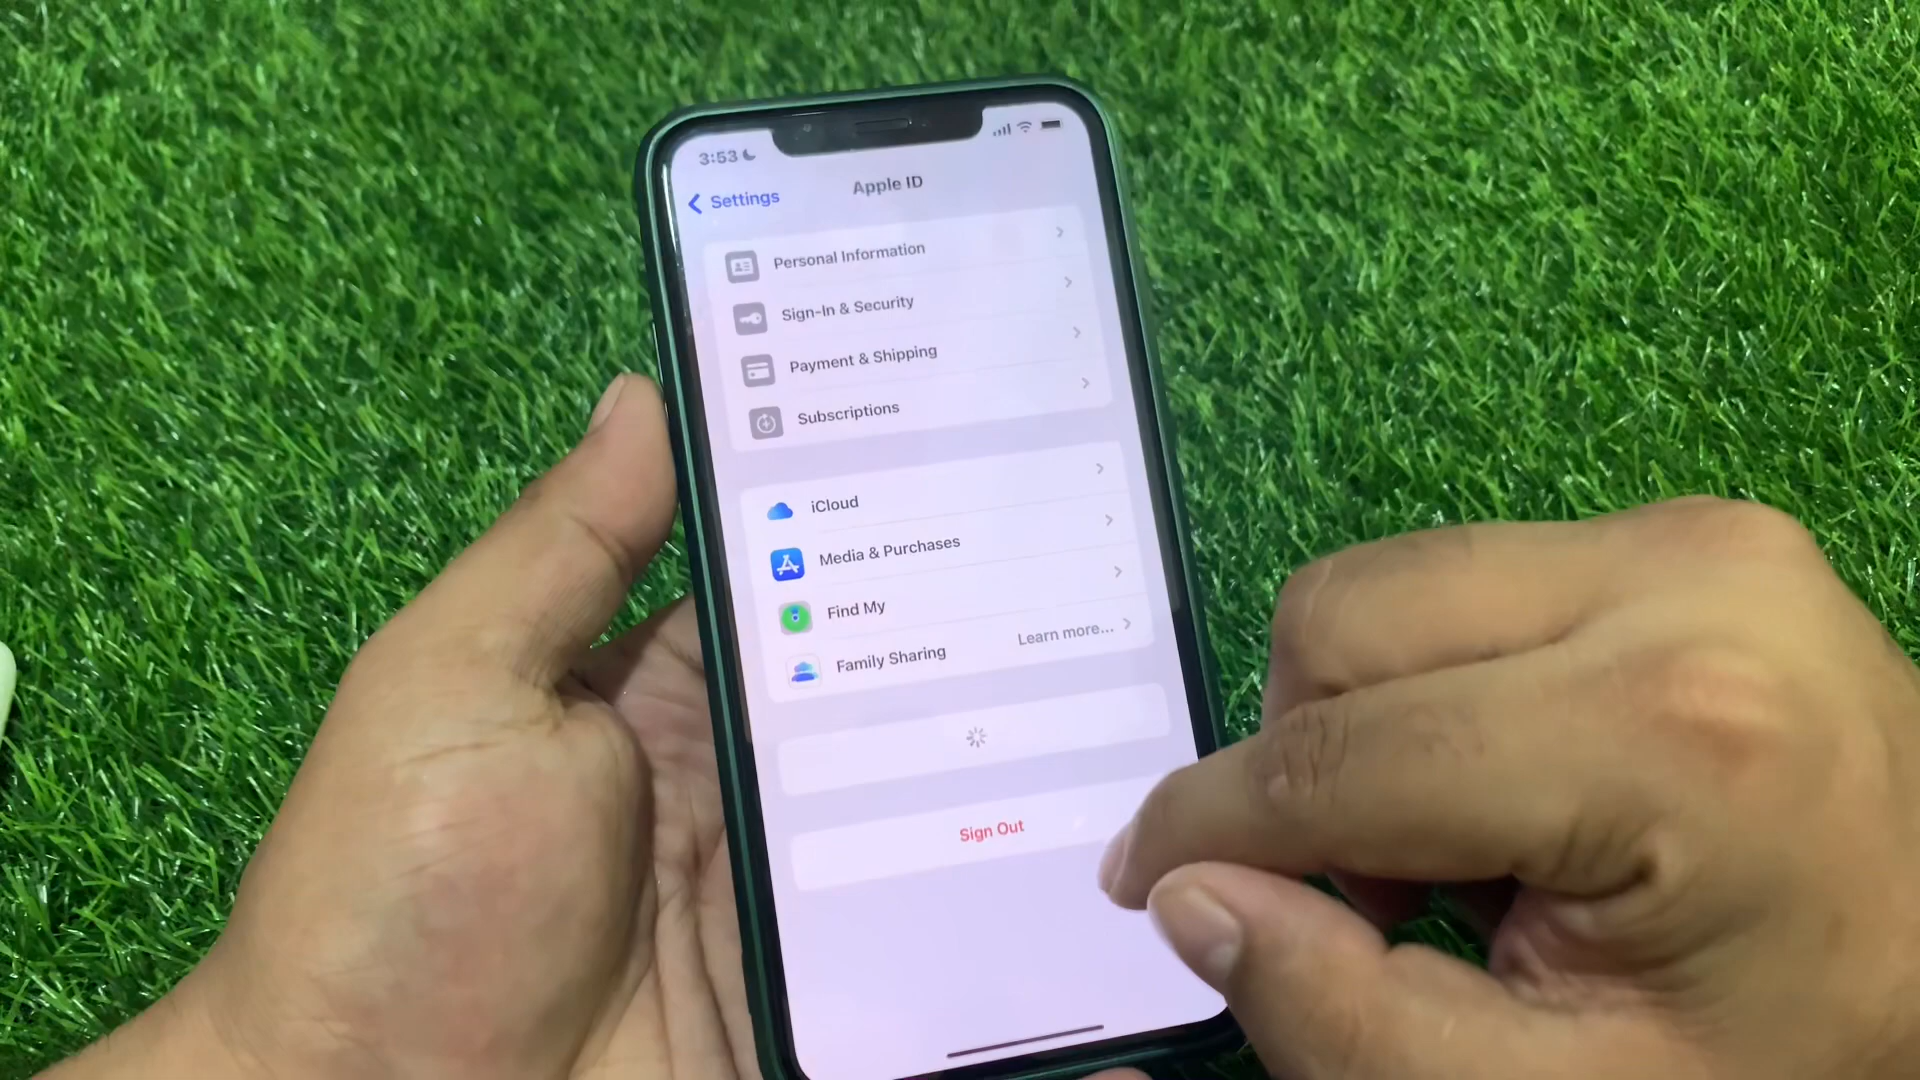 3:53
Settings
Apple ID
Personal Information
Sign-In & Security
Payment & Shipping
Subscriptions
iCloud
Media & Purchases
Find My
Family Sharing
Learn more...
Sign Out